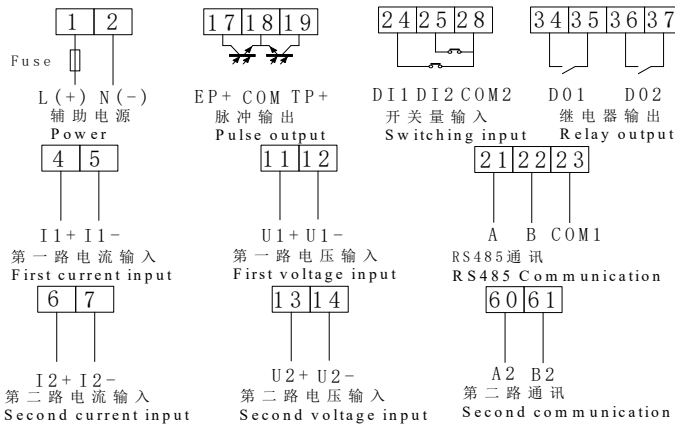 1 2
Fuse
L(+) N(-)
辅助电源
Power
17 18 19
EP+ COM TP+
脉冲输出
Pulse output
24 25 28
DI1 DI2 COM2
开关量输入
Switching input
34 35 36 37
DO1 DO2
继电器输出
Relay output
4 5
I1+ I1-
第一路电流输入
First current input
11 12
U1+ U1-
第一路电压输入
First voltage input
21 22 23
A B COM1
RS485通讯
RS485 Communication
6 7
I2+ I2-
第二路电流输入
Second current input
13 14
U2+ U2-
第二路电压输入
Second voltage input
60 61
A2 B2
第二路通讯
Second communication